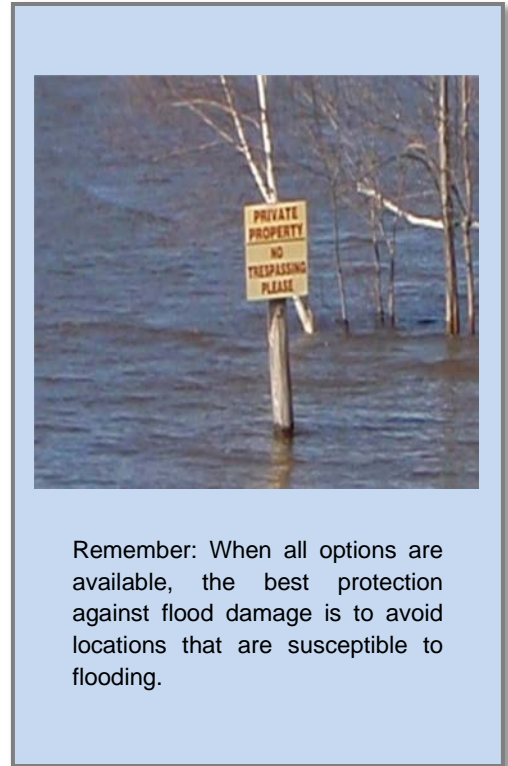 PRIVATE
PROPERTY
NO
TRESPASSING
PLEASE
Remember: When all options are
available, the best protection
against flood damage is to avoid
locations that are susceptible to
flooding.